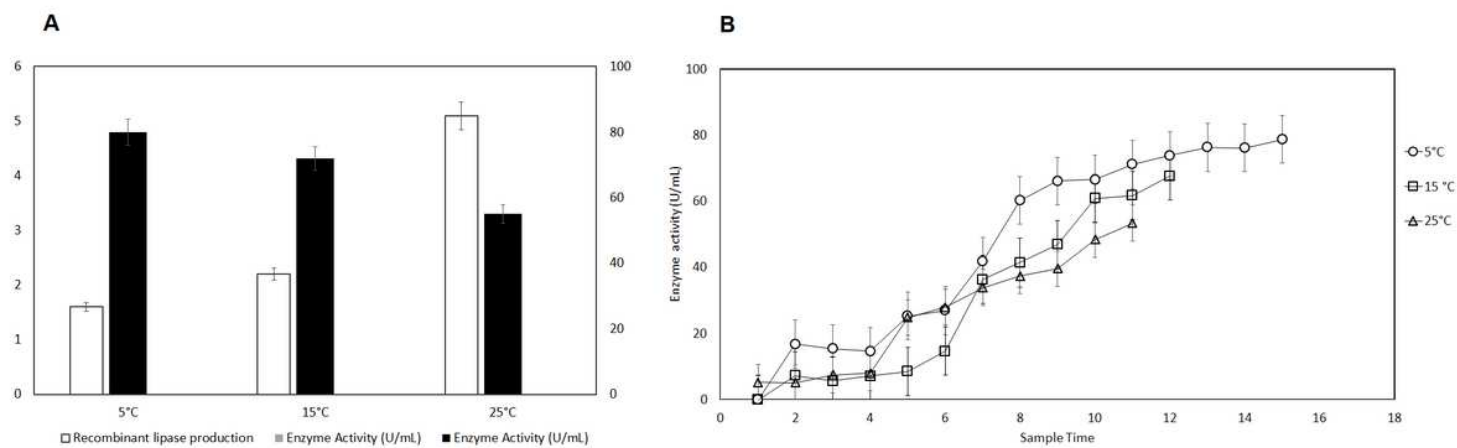 A
6
5
4
3
2
1
0
100
80
60
40
20
0
5°C 15°C 25°C
Recombinant lipase production Enzyme Activity (U/mL) Enzyme Activity (U/mL)
B
Enzyme activity (U/mL)
100
80
60
40
20
0
0 2 4 6 8 10 12 14 16 18
Sample Time
5°C
15 °C
25°C